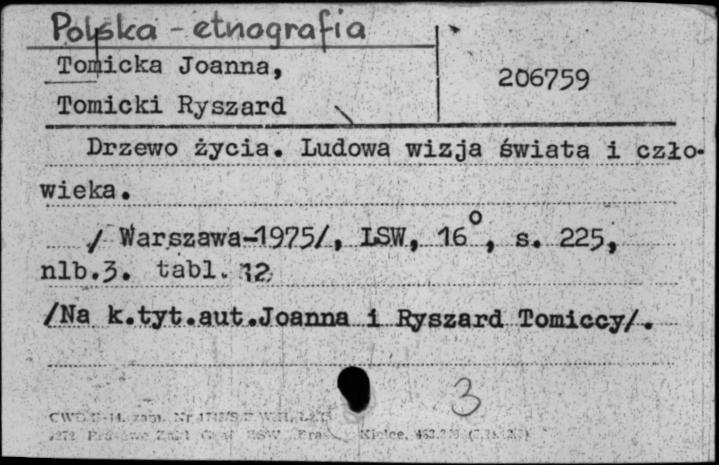 Polska - etnografia
Tomicka Joanna,
206759
Tomicki Ryszard
Drzewo życia. Ludowa wizja świata i czło-
wieka.
/ Warszawa-1975/, LSW, 16°, s. 225,
nlb.3. tabl. 12
/Na k.tyt.aut.Joanna i Ryszard Tomiccy/.
3